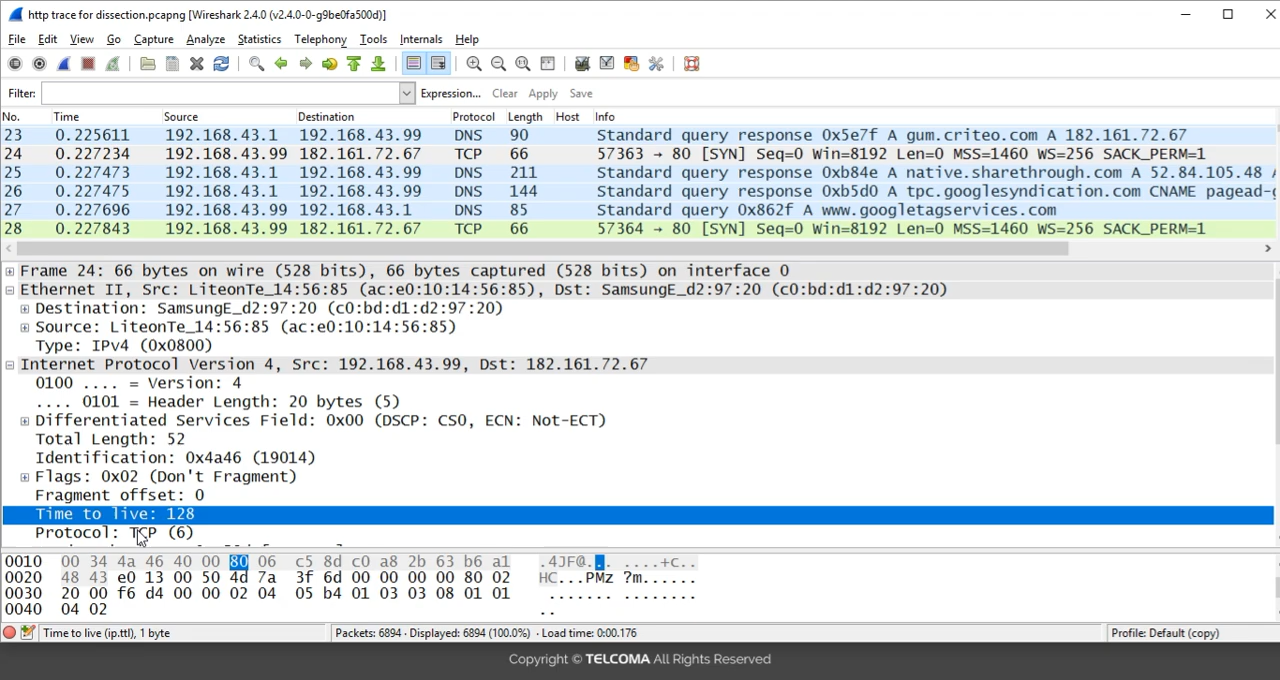 http trace for dissection.pcapng [Wireshark 2.4.0 (v2.4.0-0-g9be0fa500d)]
File Edit View Go Capture Analyze Statistics Telephony Tools Internals Help
Filter: Expression... Clear Apply Save
No. Time Source Destination Protocol Length Host Info
23 0.225611 192.168.43.1 192.168.43.99 DNS 90 Standard query response 0x5e7f A gum.criteo.com A 182.161.72.67
24 0.227234 192.168.43.99 182.161.72.67 TCP 66 57363 → 80 [SYN] Seq=0 Win=8192 Len=0 MSS=1460 WS=256 SACK_PERM=1
25 0.227473 192.168.43.1 192.168.43.99 DNS 211 Standard query response 0xb84e A native.sharethrough.com A 52.84.105.48
26 0.227475 192.168.43.1 192.168.43.99 DNS 144 Standard query response 0xb5d0 A tpc.googlesyndication.com CNAME pagead-
27 0.227696 192.168.43.99 192.168.43.1 DNS 85 Standard query 0x862f A www.googletagservices.com
28 0.227843 192.168.43.99 182.161.72.67 TCP 66 57364 → 80 [SYN] Seq=0 Win=8192 Len=0 MSS=1460 WS=256 SACK_PERM=1
Frame 24: 66 bytes on wire (528 bits), 66 bytes captured (528 bits) on interface 0
Ethernet II, Src: LiteonTe_14:56:85 (ac:e0:10:14:56:85), Dst: SamsungE_d2:97:20 (c0:bd:d1:d2:97:20)
Destination: SamsungE_d2:97:20 (c0:bd:d1:d2:97:20)
Source: LiteonTe_14:56:85 (ac:e0:10:14:56:85)
Type: IPv4 (0x0800)
Internet Protocol Version 4, Src: 192.168.43.99, Dst: 182.161.72.67
0100 .... = Version: 4
.... 0101 = Header Length: 20 bytes (5)
Differentiated Services Field: 0x00 (DSCP: CS0, ECN: Not-ECT)
Total Length: 52
Identification: 0x4a46 (19014)
Flags: 0x02 (Don't Fragment)
Fragment offset: 0
Time to live: 128
Protocol: TCP (6)
0010 00 34 4a 46 40 00 80 06 c5 8d c0 a8 2b 63 b6 a1 .4JF@... ....+c..
0020 48 43 e0 13 00 50 4d 7a 3f 6d 00 00 00 00 80 02 HC...PMz ?m......
0030 20 00 f6 d4 00 00 02 04 05 b4 01 03 03 08 01 01 ....... ........
0040 04 02 ..
Time to live (ip.ttl), 1 byte Packets: 6894 · Displayed: 6894 (100.0%) · Load time: 0:00.176 Profile: Default (copy)
Copyright © TELCOMA All Rights Reserved